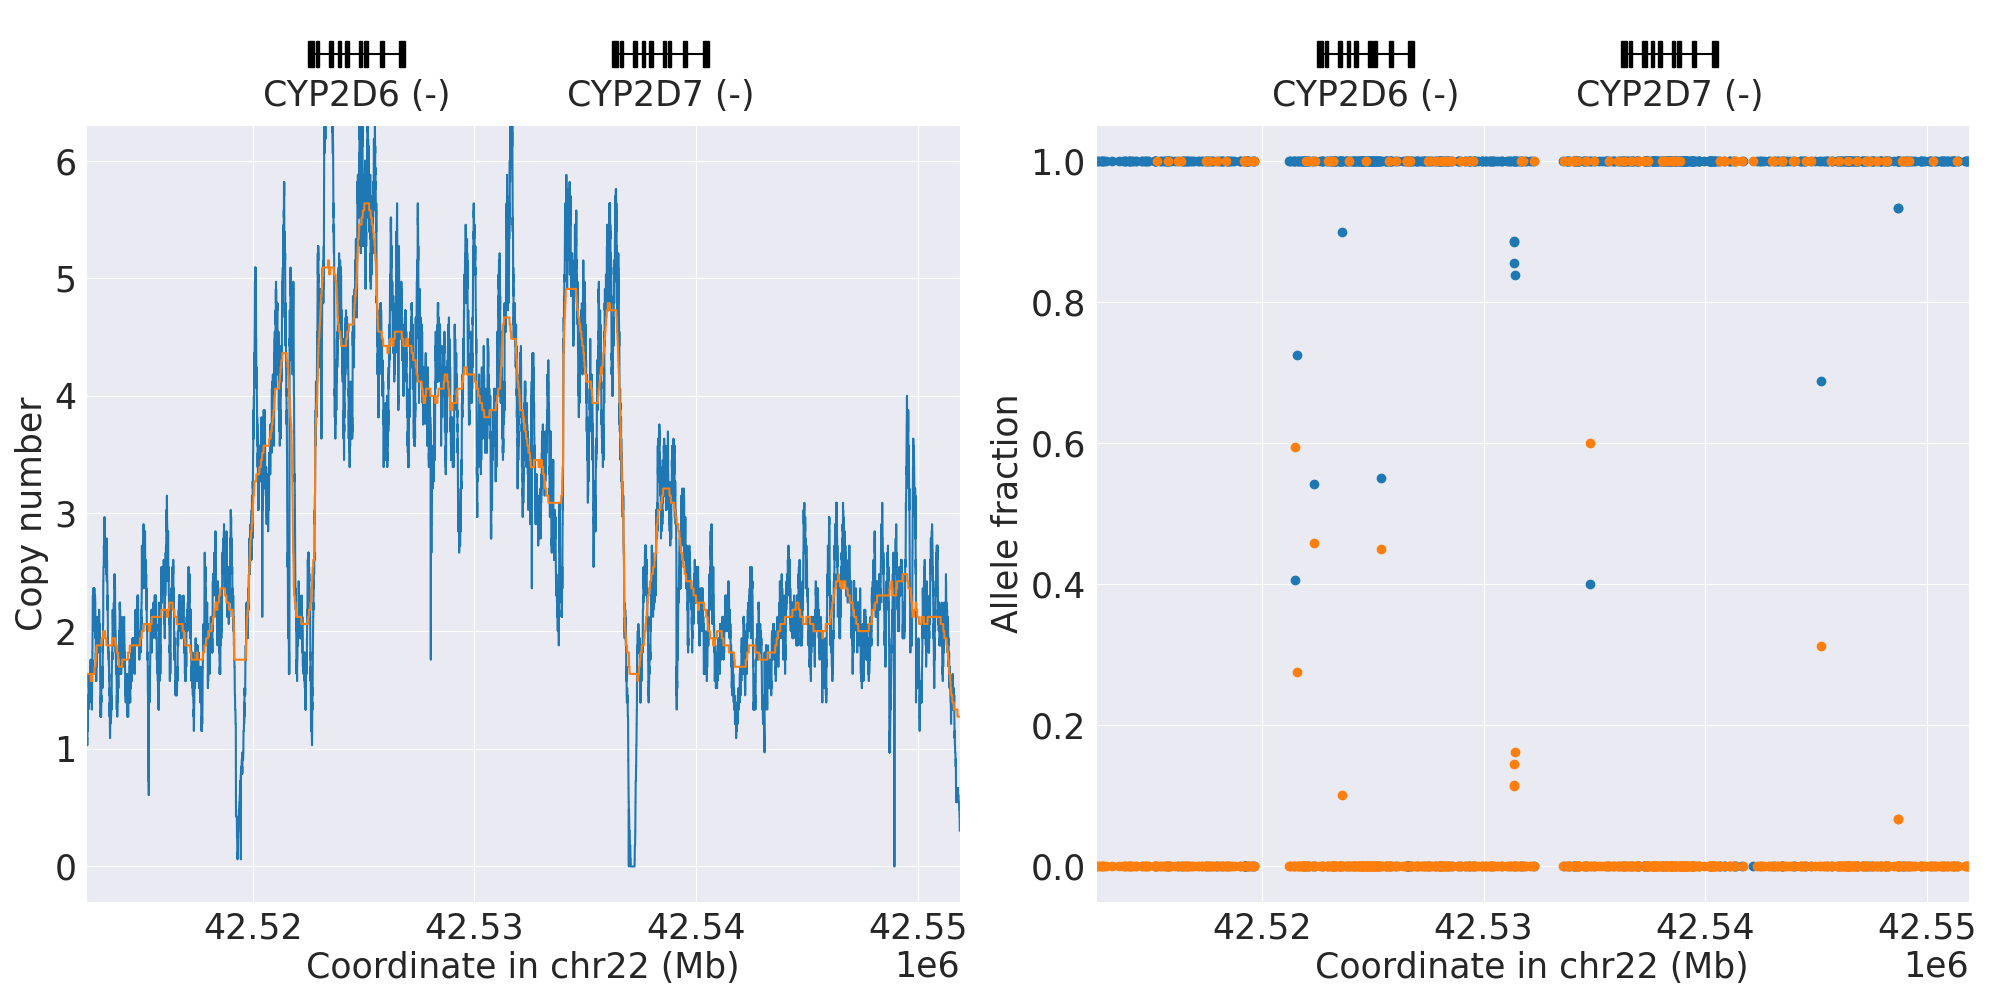 CYP2D6 (-)
CYP2D7 (-)
6
5
4
3
2
1
0
Copy number
42.52
42.53
42.54
42.55
1e6
Coordinate in chr22 (Mb)
CYP2D6 (-)
CYP2D7 (-)
1.0
0.8
0.6
0.4
0.2
0.0
Allele fraction
42.52
42.53
42.54
42.55
1e6
Coordinate in chr22 (Mb)